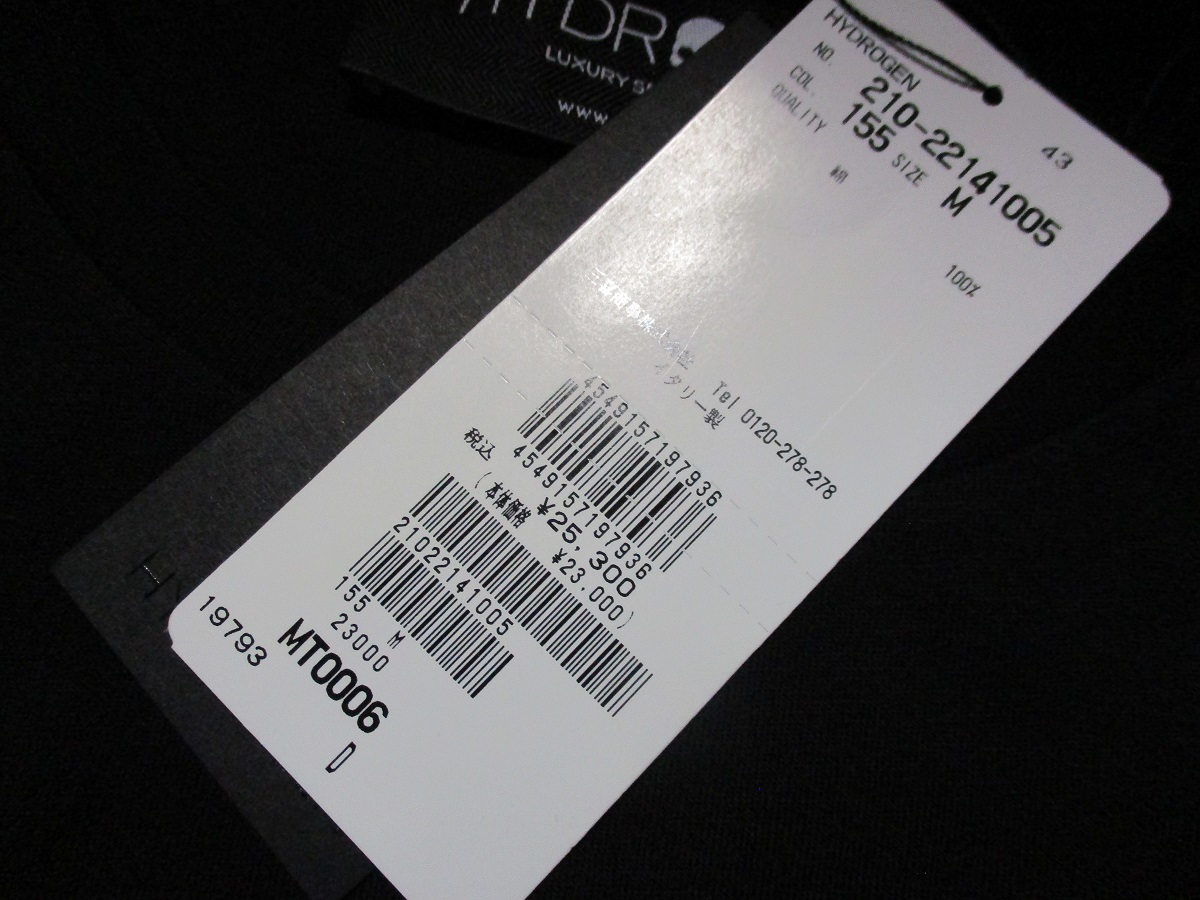 HYDR
LUXURY S
www.
HYDROGEN
43
NO. 210-22141005
COL. 155 SIZE M
QUALITY
綿 100%
Tel 0120-278-278
イタリー製
4549157197936
4549157197936
税込 ¥25,300
(本体価格 ¥23,000)
21022141005
155 M
23000
MT0006
19793 D
H